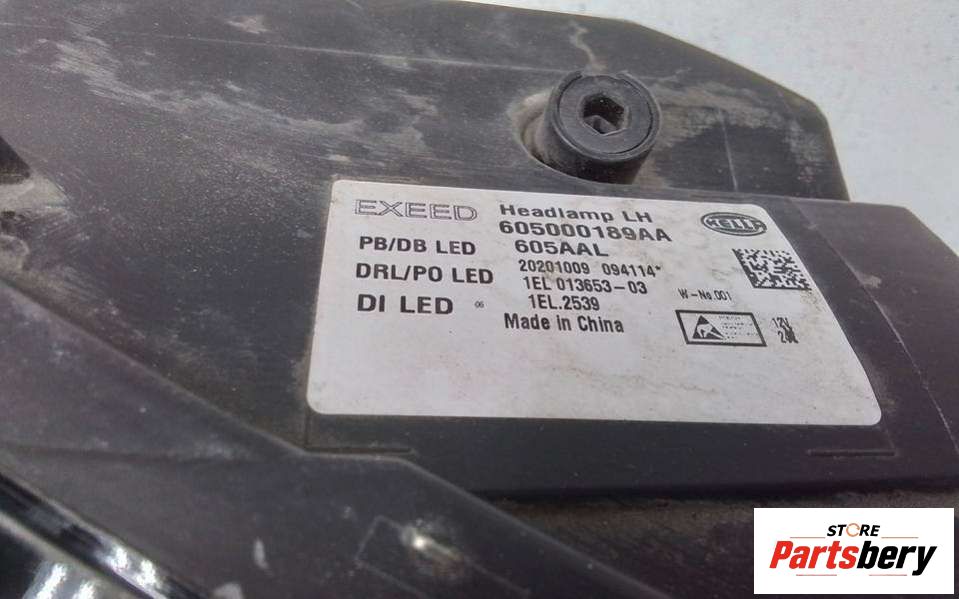 EXEED Headlamp LH HELLA
605000189AA
PB/DB LED 605AAL
20201009 094114*
DRL/PO LED 1EL 013653-03
W-No.001
DI LED 06 1EL.2539
Made in China
12V
STORE
Partsbery